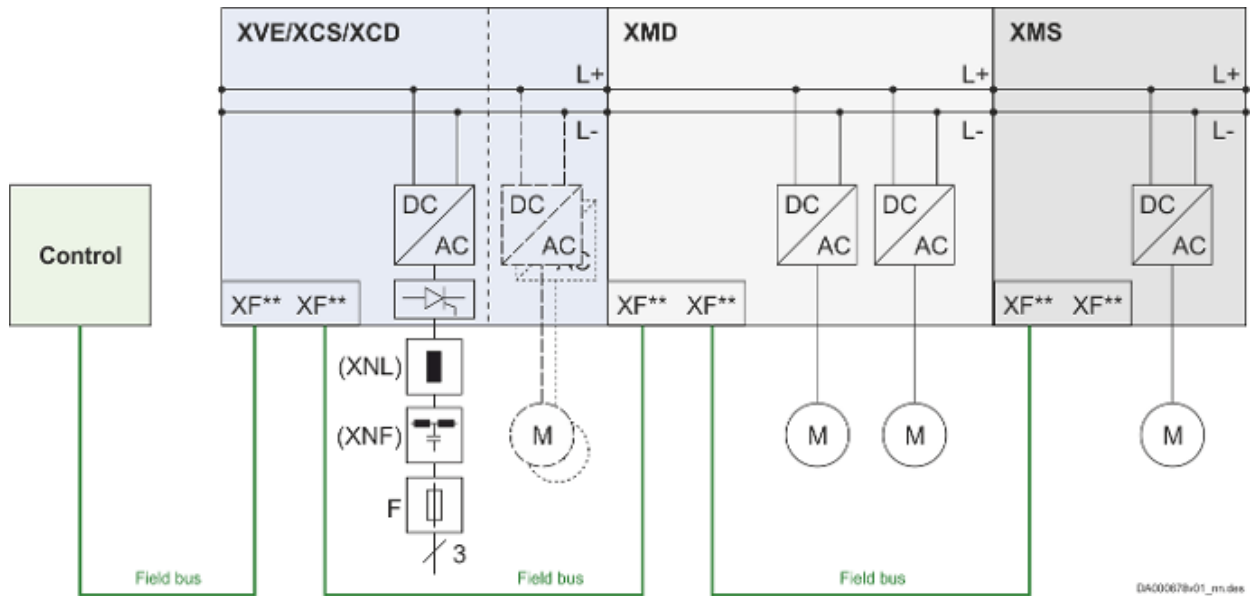 XVE/XCS/XCD
XMD
XMS
L+
L+
L+
L-
L-
L-
DC
AC
DC
AC
DC
AC
DC
AC
DC
AC
Control
XF** XF**
XF** XF**
XF** XF**
(XNL)
(XNF)
M
M
M
M
F
3
Field bus
Field bus
Field bus